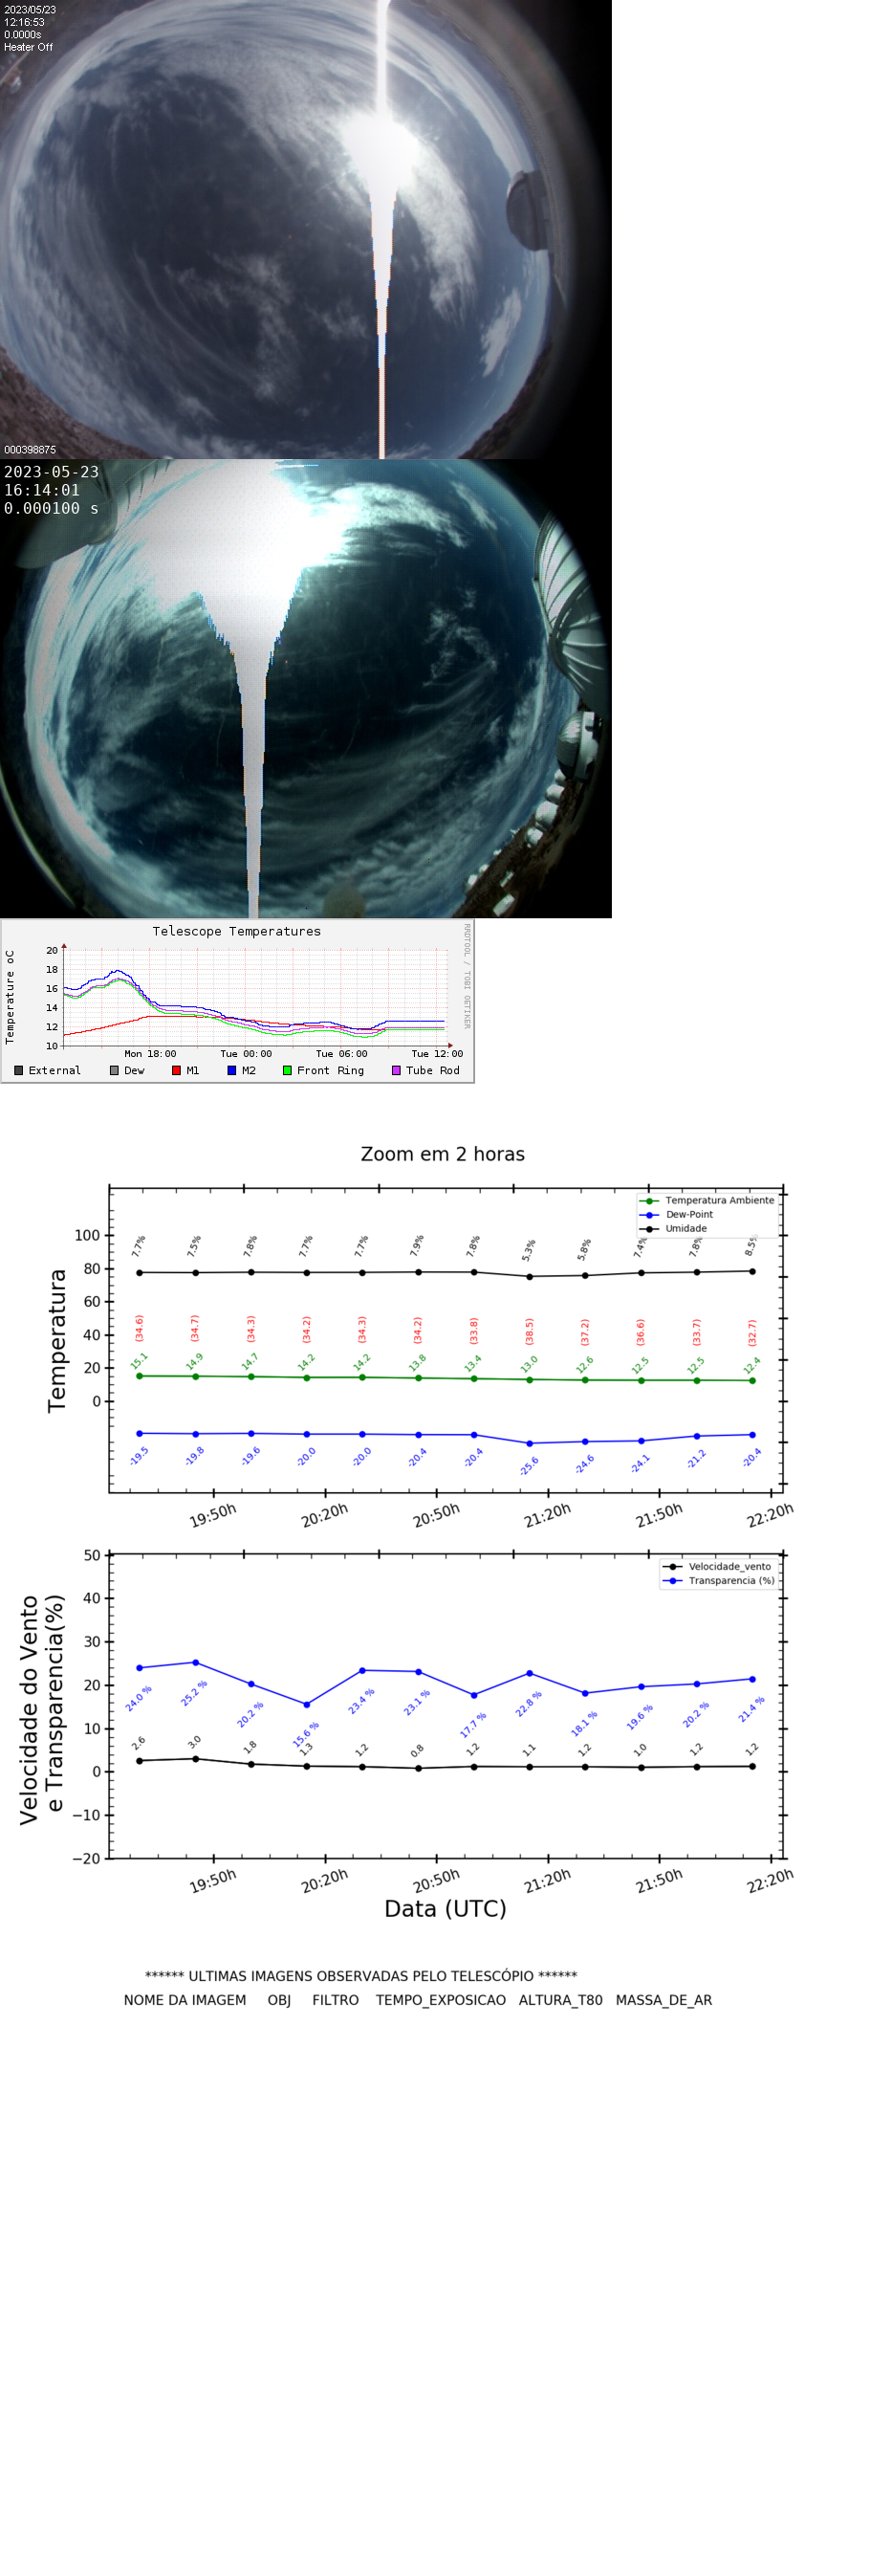 2023/05/23
12:16:53
0.0000s
Heater Off
000398875
2023-05-23
16:14:01
0.000100 s
Telescope Temperatures
RRDTOOL / TOBI OETIKER
Temperature oC
20
18
16
14
12
10
Mon 18:00 Tue 00:00 Tue 06:00 Tue 12:00
External Dew M1 M2 Front Ring Tube Rod
Zoom em 2 horas
Temperatura Ambiente
Dew-Point
Umidade
Temperatura
100
80
60
40
20
0
7.7% 7.5% 7.8% 7.7% 7.7% 7.9% 7.8% 5.3% 5.8% 7.4% 7.8% 8.5%
(34.6) (34.7) (34.3) (34.2) (34.3) (34.2) (33.8) (38.5) (37.2) (36.6) (33.7) (32.7)
15.1 14.9 14.7 14.2 14.2 13.8 13.4 13.0 12.6 12.5 12.5 12.4
-19.5 -19.8 -19.6 -20.0 -20.0 -20.4 -20.4 -25.6 -24.6 -24.1 -21.2 -20.4
19:50h 20:20h 20:50h 21:20h 21:50h 22:20h
Velocidade_vento
Transparencia (%)
Velocidade do Vento
e Transparencia(%)
50
40
30
20
10
0
−10
−20
24.0 % 25.2 % 20.2 % 15.6 % 23.4 % 23.1 % 17.7 % 22.8 % 18.1 % 19.6 % 20.2 % 21.4 %
2.6 3.0 1.8 1.3 1.2 0.8 1.2 1.1 1.2 1.0 1.2 1.2
19:50h 20:20h 20:50h 21:20h 21:50h 22:20h
Data (UTC)
****** ULTIMAS IMAGENS OBSERVADAS PELO TELESCÓPIO ******
NOME DA IMAGEM OBJ FILTRO TEMPO_EXPOSICAO ALTURA_T80 MASSA_DE_AR